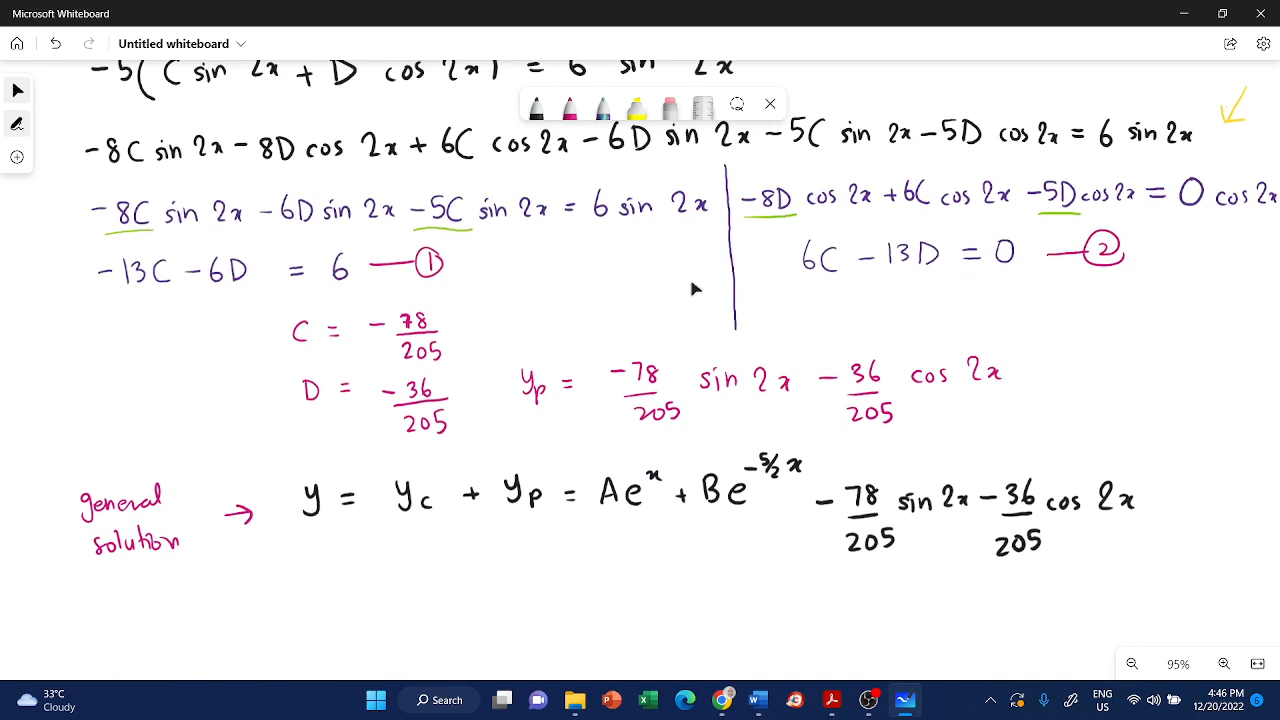 Microsoft Whiteboard
Untitled whiteboard
-5(C sin 2x + D cos 2x) = 6 sin 2x
-8C sin 2x - 8D cos 2x + 6C cos 2x - 6D sin 2x - 5C sin 2x - 5D cos 2x = 6 sin 2x
-8C sin 2x - 6D sin 2x - 5C sin 2x = 6 sin 2x
-8D cos 2x + 6C cos 2x - 5D cos 2x = 0 cos 2x
-13C - 6D = 6 — ①
6C - 13D = 0 — ②
C = -78/205
D = -36/205
yp = -78/205 sin 2x - 36/205 cos 2x
general solution → y = yc + yp = Ae^x + Be^(-5/2 x) - 78/205 sin 2x - 36/205 cos 2x
95%
33°C
Cloudy
Search
ENG
US
4:46 PM
12/20/2022